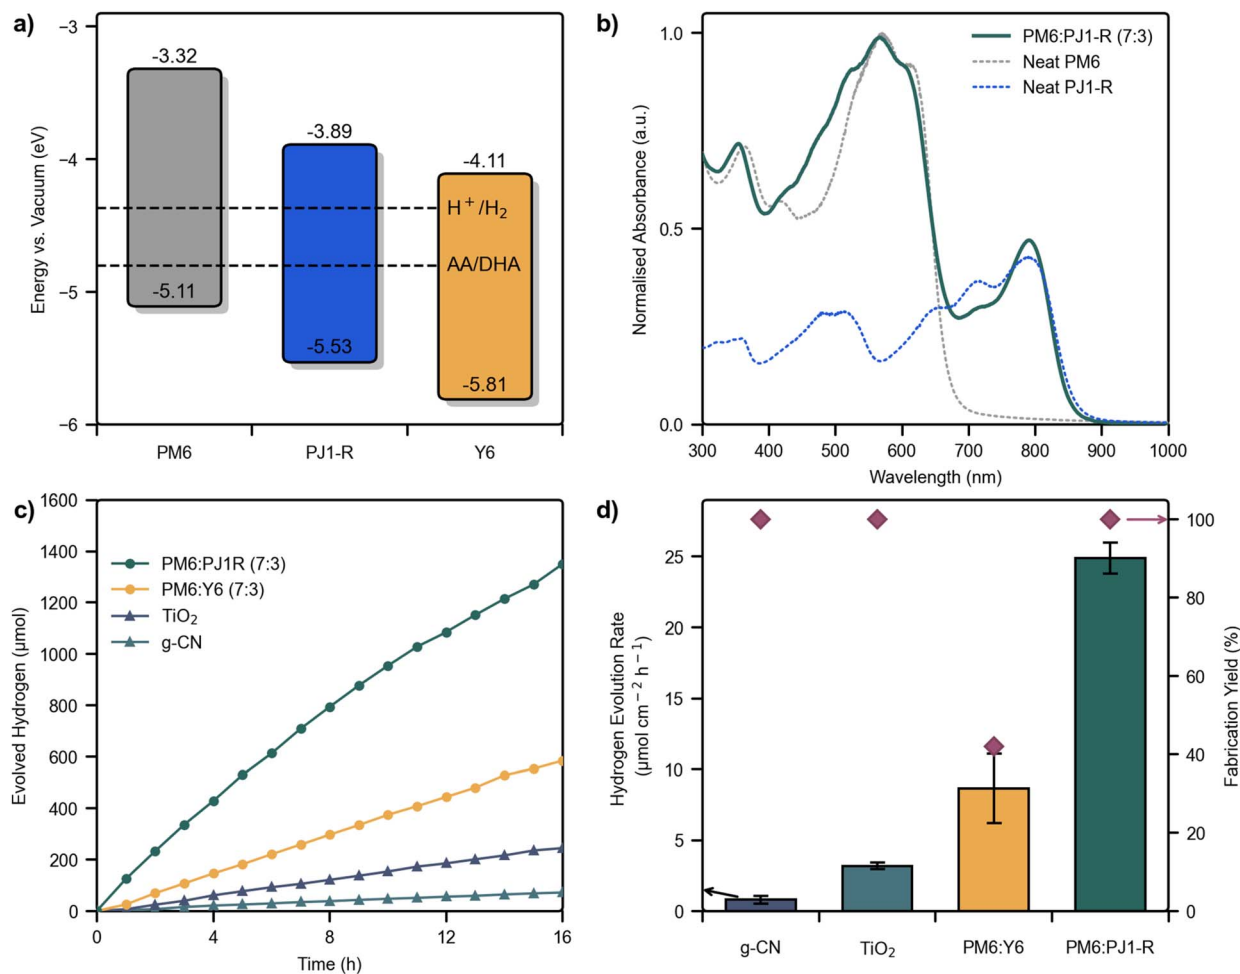 a)
Energy vs. Vacuum (eV)
−3
−4
−5
−6
-3.32
-5.11
-3.89
-5.53
-4.11
H⁺/H₂
AA/DHA
-5.81
PM6
PJ1-R
Y6
b)
Normalised Absorbance (a.u.)
1.0
0.5
0.0
PM6:PJ1-R (7:3)
Neat PM6
Neat PJ1-R
300 400 500 600 700 800 900 1000
Wavelength (nm)
c)
Evolved Hydrogen (μmol)
1600
1400
1200
1000
800
600
400
200
0
PM6:PJ1R (7:3)
PM6:Y6 (7:3)
TiO₂
g-CN
0 4 8 12 16
Time (h)
d)
Hydrogen Evolution Rate
(μmol cm⁻² h⁻¹)
25
20
15
10
5
0
100
80
60
40
20
0
Fabrication Yield (%)
g-CN
TiO₂
PM6:Y6
PM6:PJ1-R